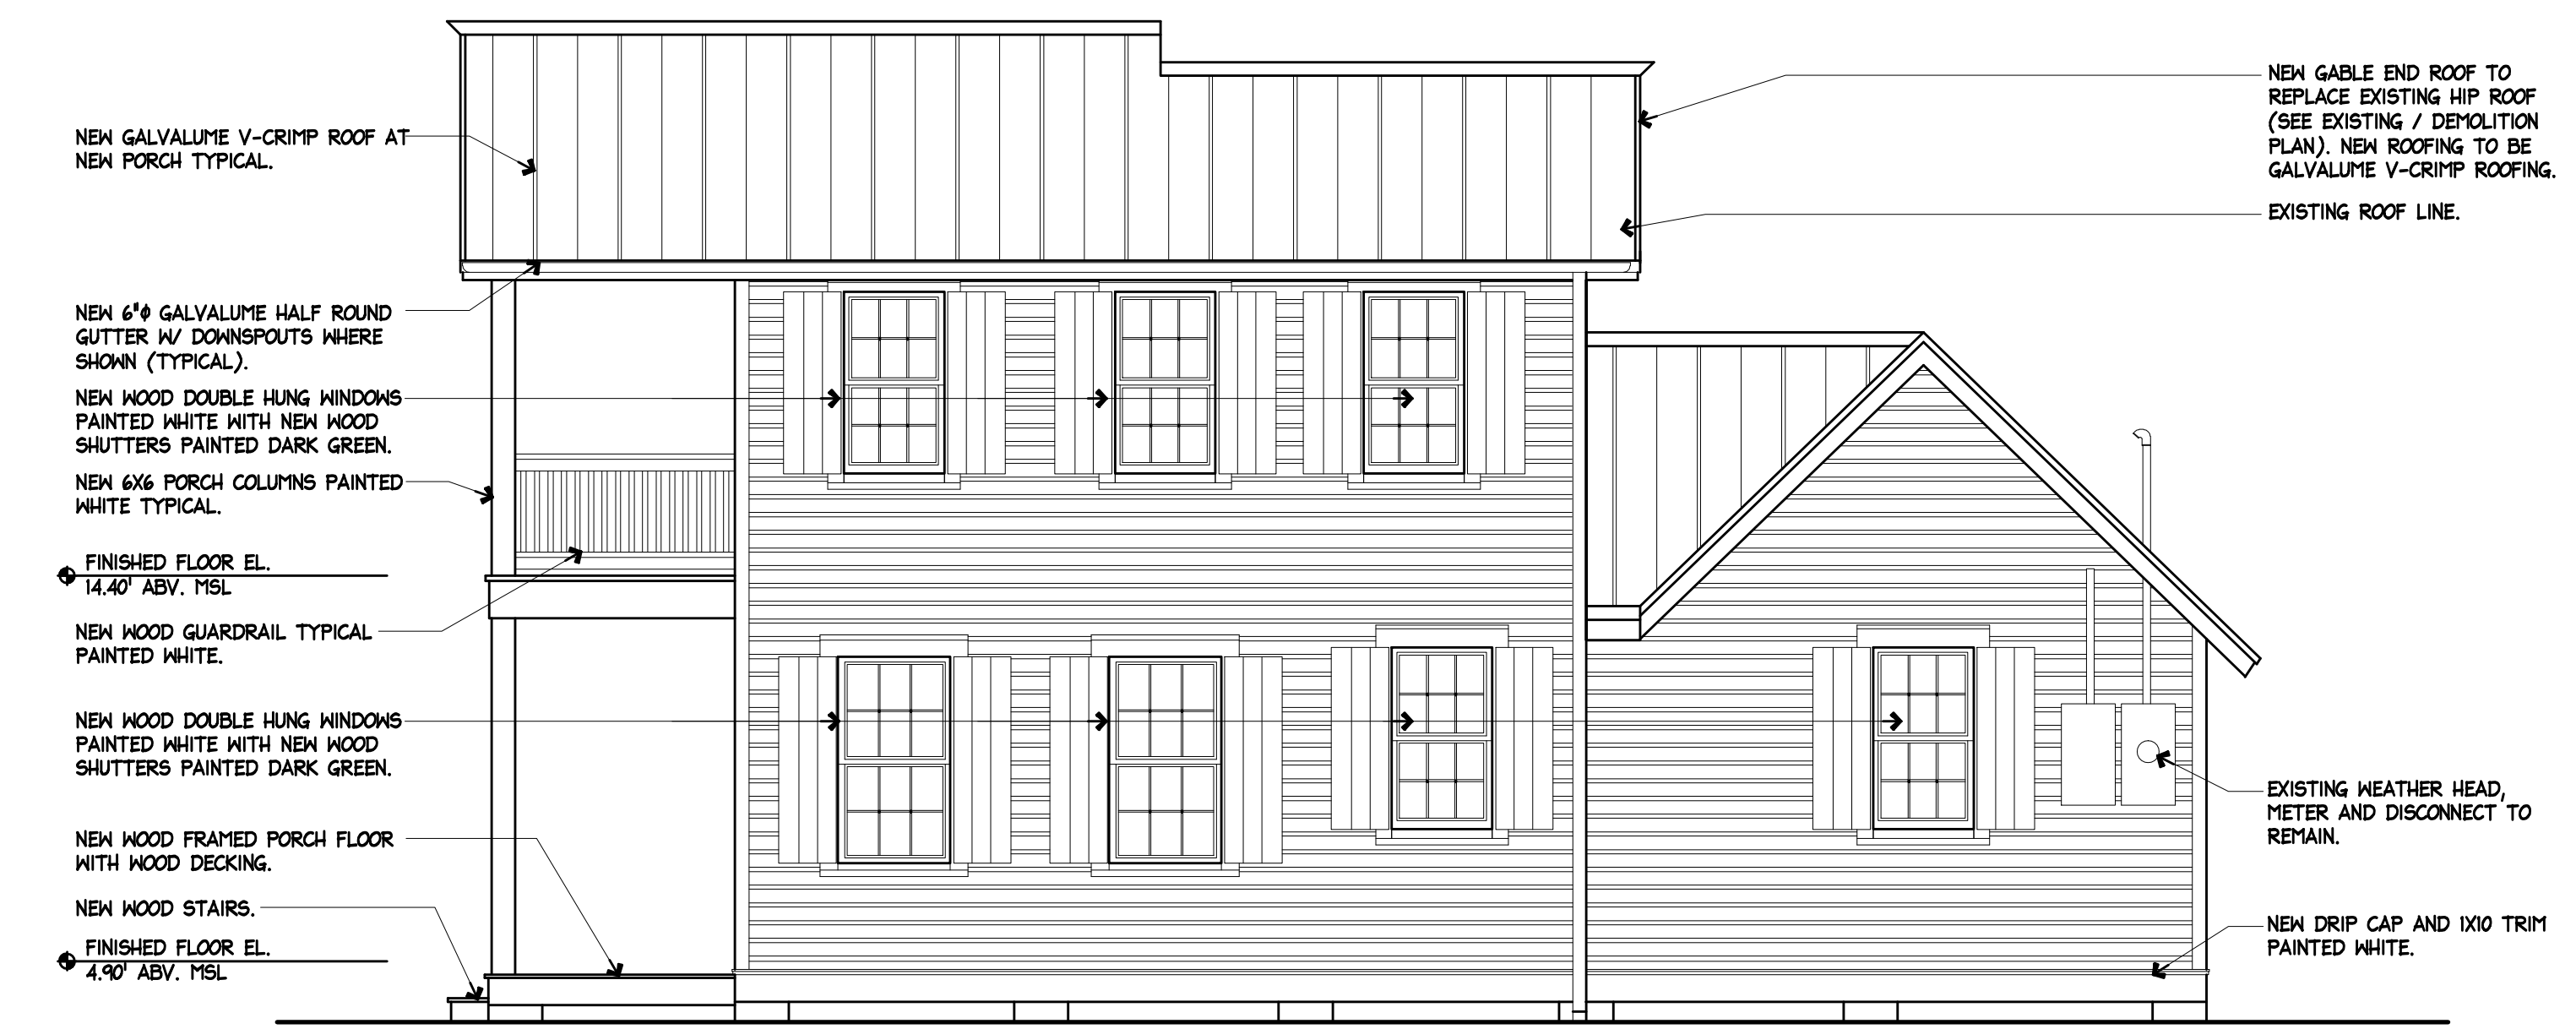 NEW GALVALUME V-CRIMP ROOF AT
NEW PORCH TYPICAL.
NEW 6"Φ GALVALUME HALF ROUND
GUTTER W/ DOWNSPOUTS WHERE
SHOWN (TYPICAL).
NEW WOOD DOUBLE HUNG WINDOWS
PAINTED WHITE WITH NEW WOOD
SHUTTERS PAINTED DARK GREEN.
NEW 6X6 PORCH COLUMNS PAINTED
WHITE TYPICAL.
FINISHED FLOOR EL.
14.40' ABV. MSL
NEW WOOD GUARDRAIL TYPICAL
PAINTED WHITE.
NEW WOOD DOUBLE HUNG WINDOWS
PAINTED WHITE WITH NEW WOOD
SHUTTERS PAINTED DARK GREEN.
NEW WOOD FRAMED PORCH FLOOR
WITH WOOD DECKING.
NEW WOOD STAIRS.
FINISHED FLOOR EL.
4.90' ABV. MSL
NEW GABLE END ROOF TO
REPLACE EXISTING HIP ROOF
(SEE EXISTING / DEMOLITION
PLAN). NEW ROOFING TO BE
GALVALUME V-CRIMP ROOFING.
EXISTING ROOF LINE.
EXISTING WEATHER HEAD,
METER AND DISCONNECT TO
REMAIN.
NEW DRIP CAP AND 1X10 TRIM
PAINTED WHITE.